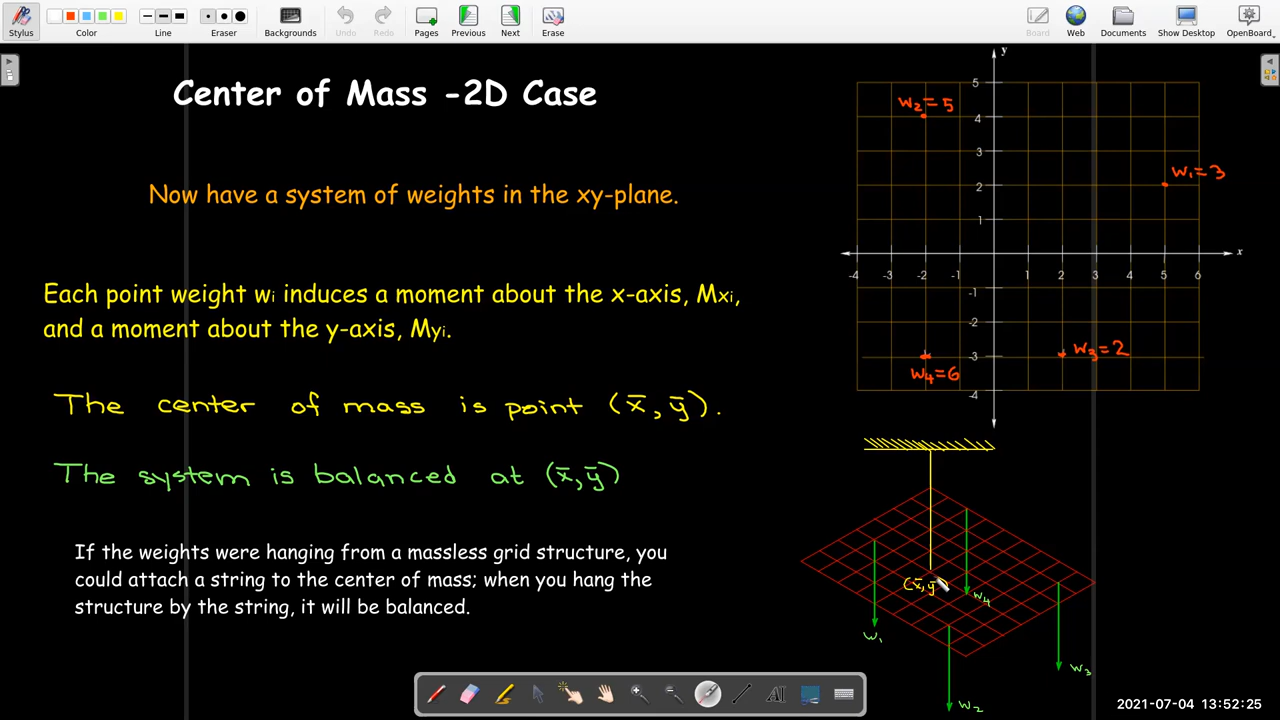 Stylus Color Line Eraser Backgrounds Undo Redo Pages Previous Next Erase Board Web Documents Show Desktop OpenBoard
Center of Mass -2D Case
Now have a system of weights in the xy-plane.
Each point weight wi induces a moment about the x-axis, Mxi,
and a moment about the y-axis, Myi.
The center of mass is point (x̄, ȳ).
The system is balanced at (x̄, ȳ)
If the weights were hanging from a massless grid structure, you
could attach a string to the center of mass; when you hang the
structure by the string, it will be balanced.
y
5
w₂=5
4
3
w₁=3
2
1
x
-4 -3 -2 -1 1 2 3 4 5 6
-1
-2
-3
w₃=2
w₄=6
-4
(x̄, ȳ)
w₄
w₁
w₃
w₂
2021-07-04 13:52:25